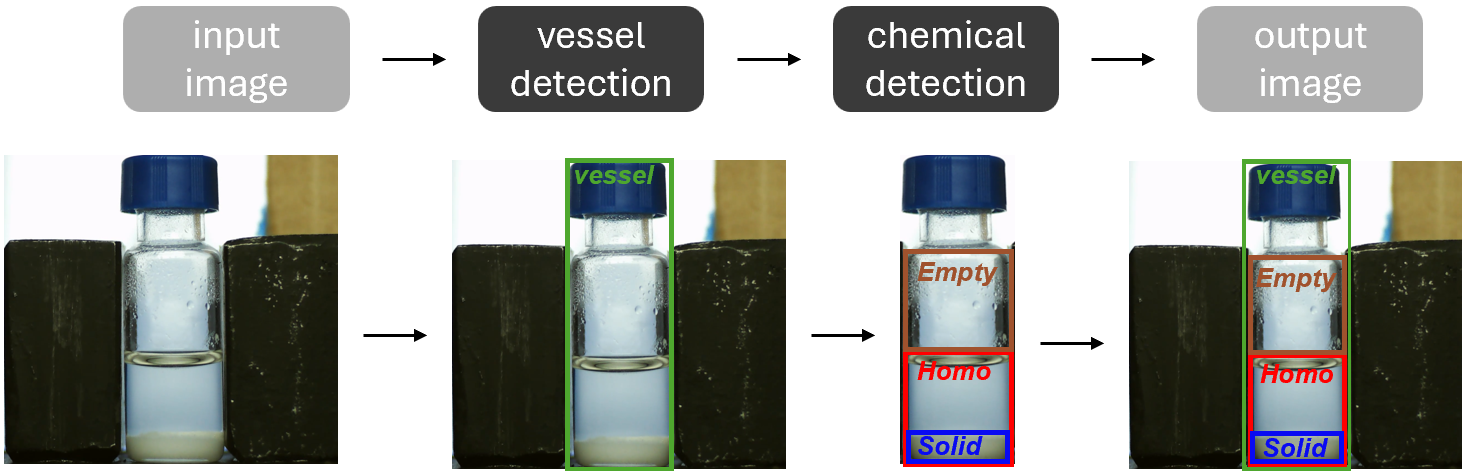 input
image
vessel
detection
chemical
detection
output
image
vessel
Empty
Homo
Solid
vessel
Empty
Homo
Solid